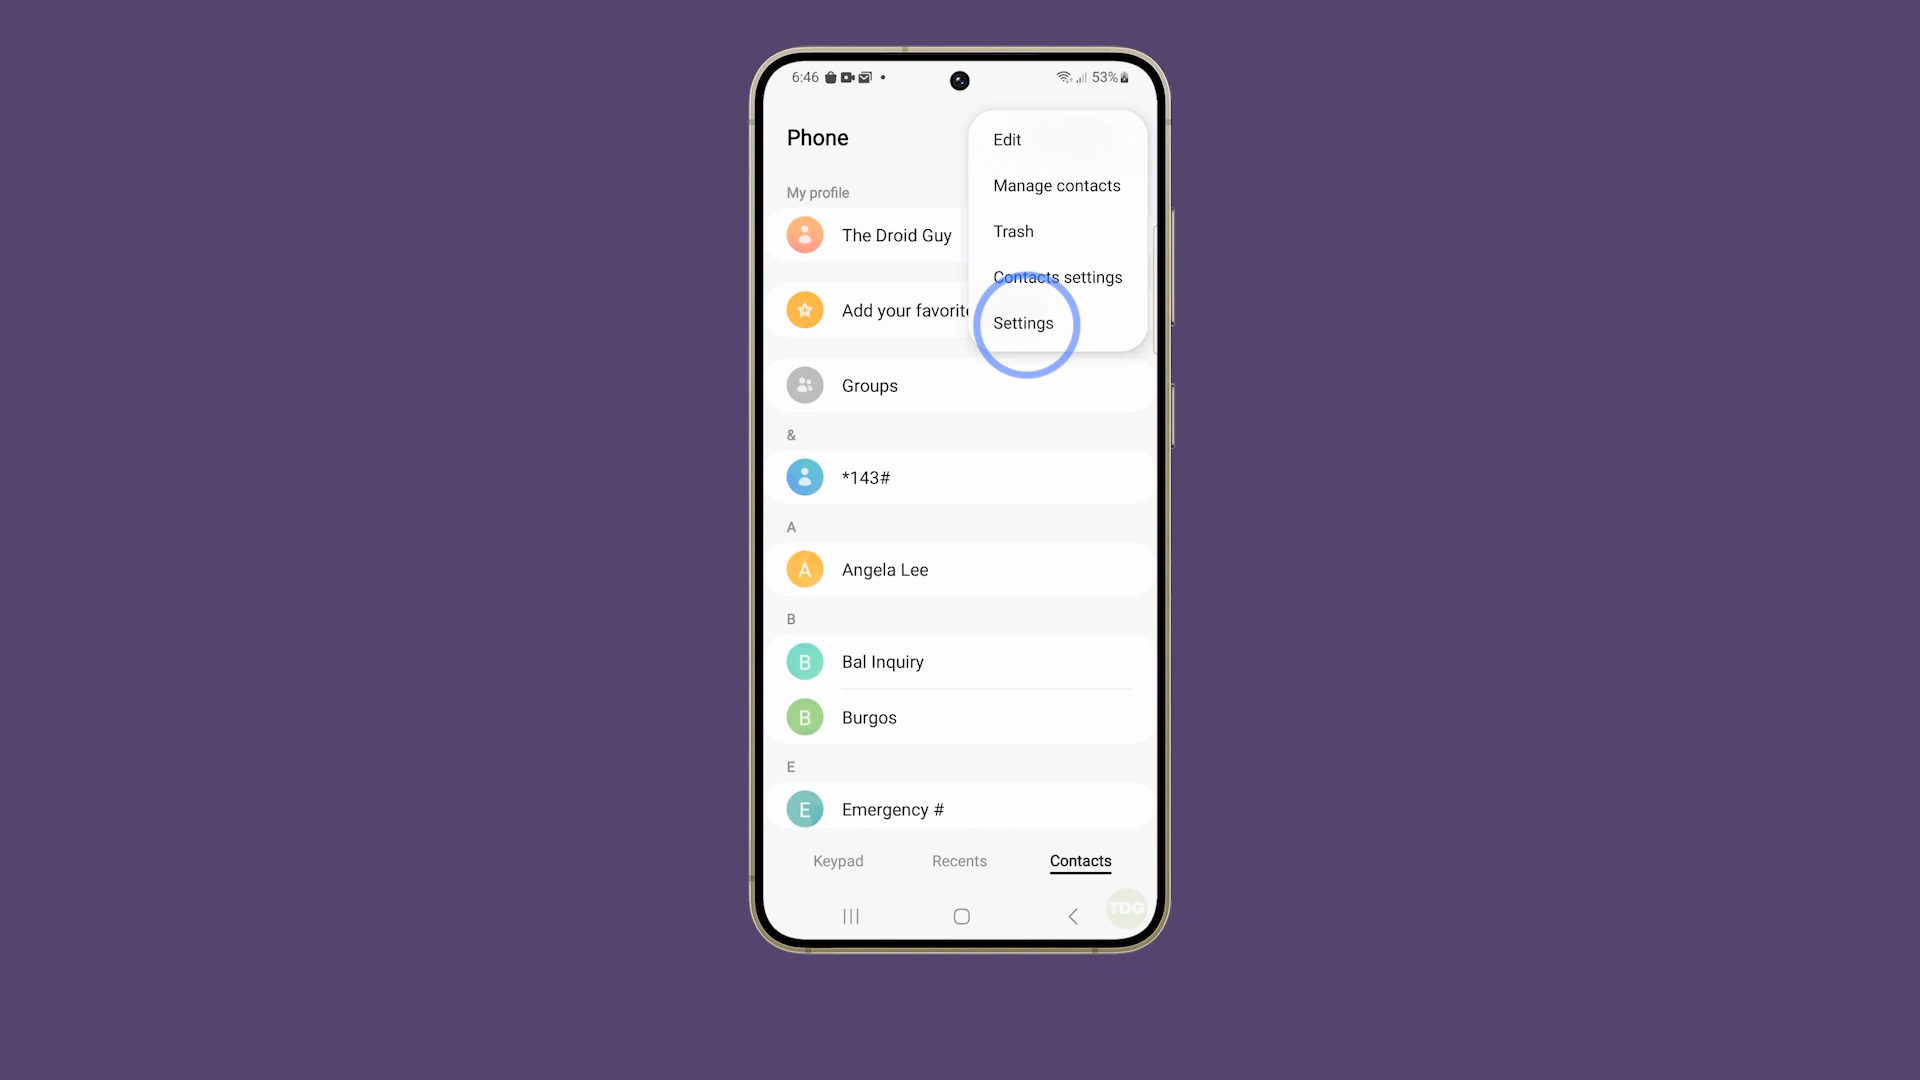 6:46
53%
Phone
Edit
Manage contacts
Trash
Contacts settings
Settings
My profile
The Droid Guy
Add your favorit
Groups
&
*143#
A
A Angela Lee
B
B Bal Inquiry
B Burgos
E
E Emergency #
Keypad Recents Contacts
TDG